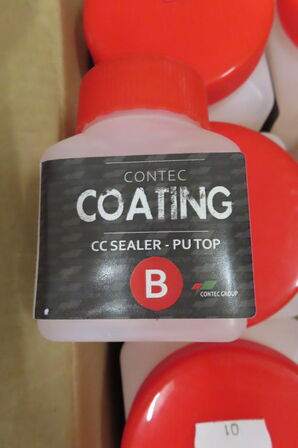 CONTEC
COATING
CC SEALER - PU TOP
B
CONTEC GROUP
10